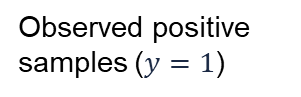 Observed positive
samples (y = 1)